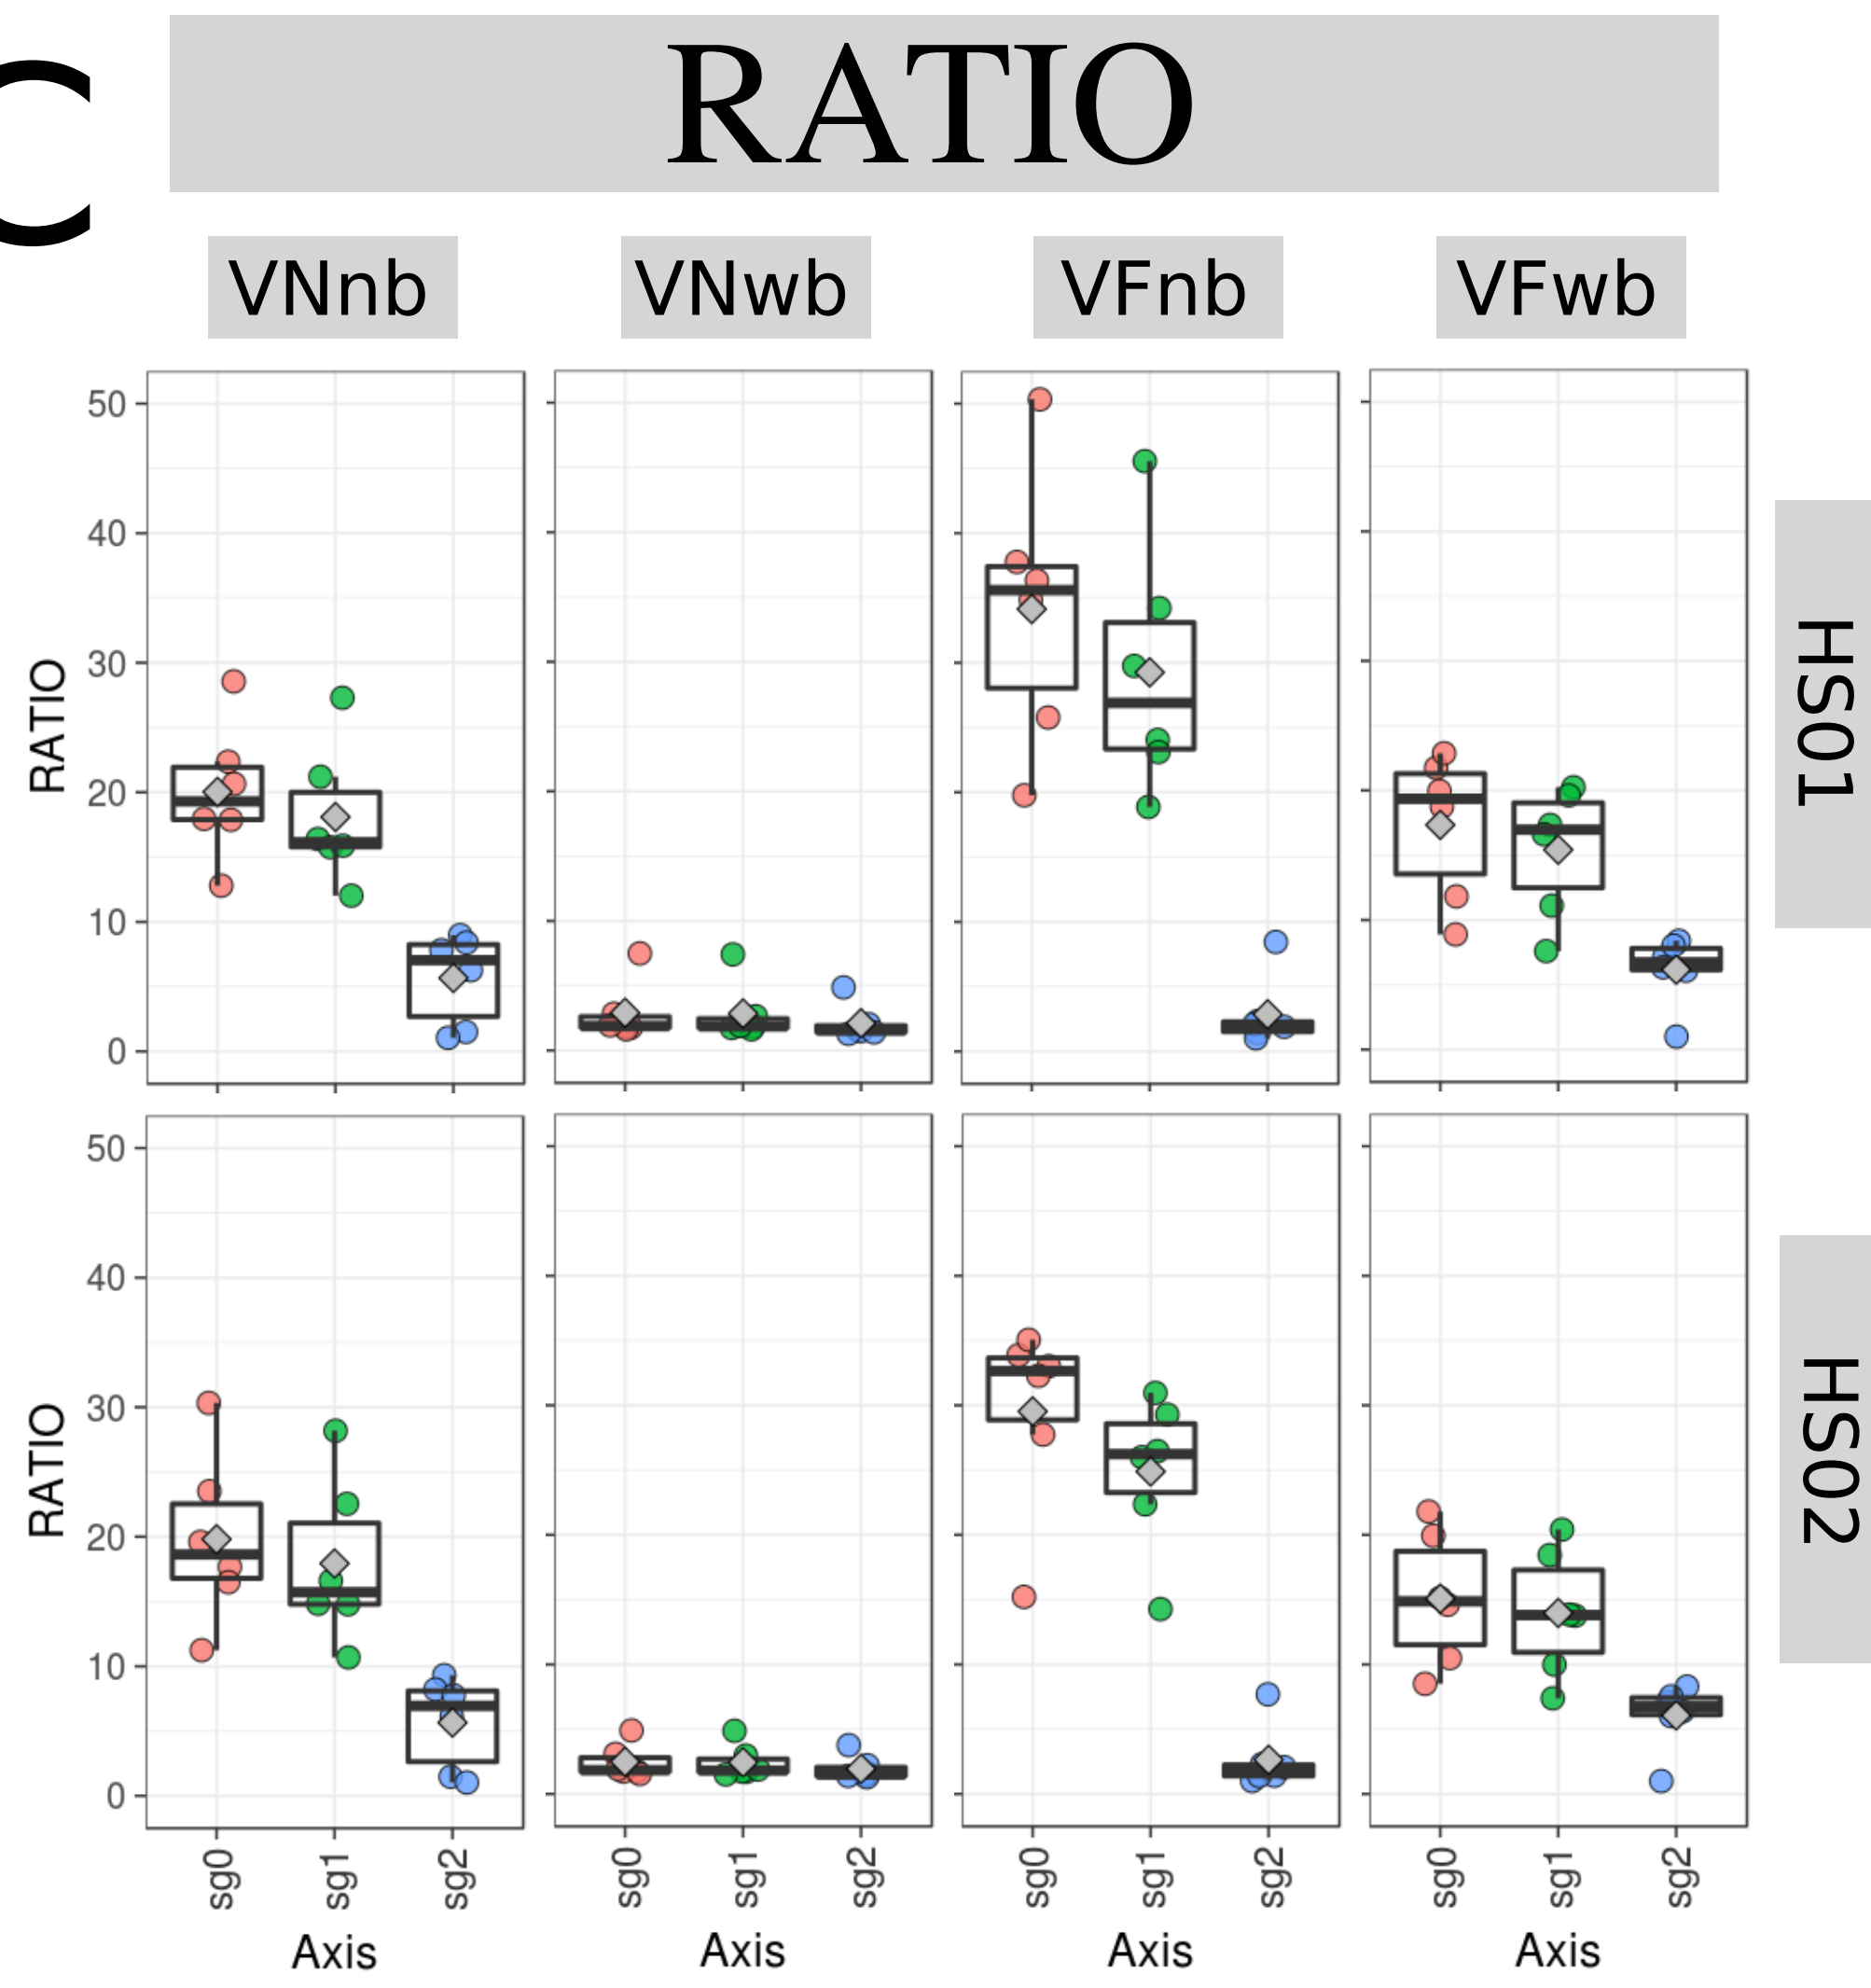 C
RATIO
VNnb VNwb VFnb VFwb
50
40
30
20
10
0
RATIO
HS01
50
40
30
20
10
0
RATIO
HS02
sg0 sg1 sg2 sg0 sg1 sg2 sg0 sg1 sg2 sg0 sg1 sg2
Axis Axis Axis Axis